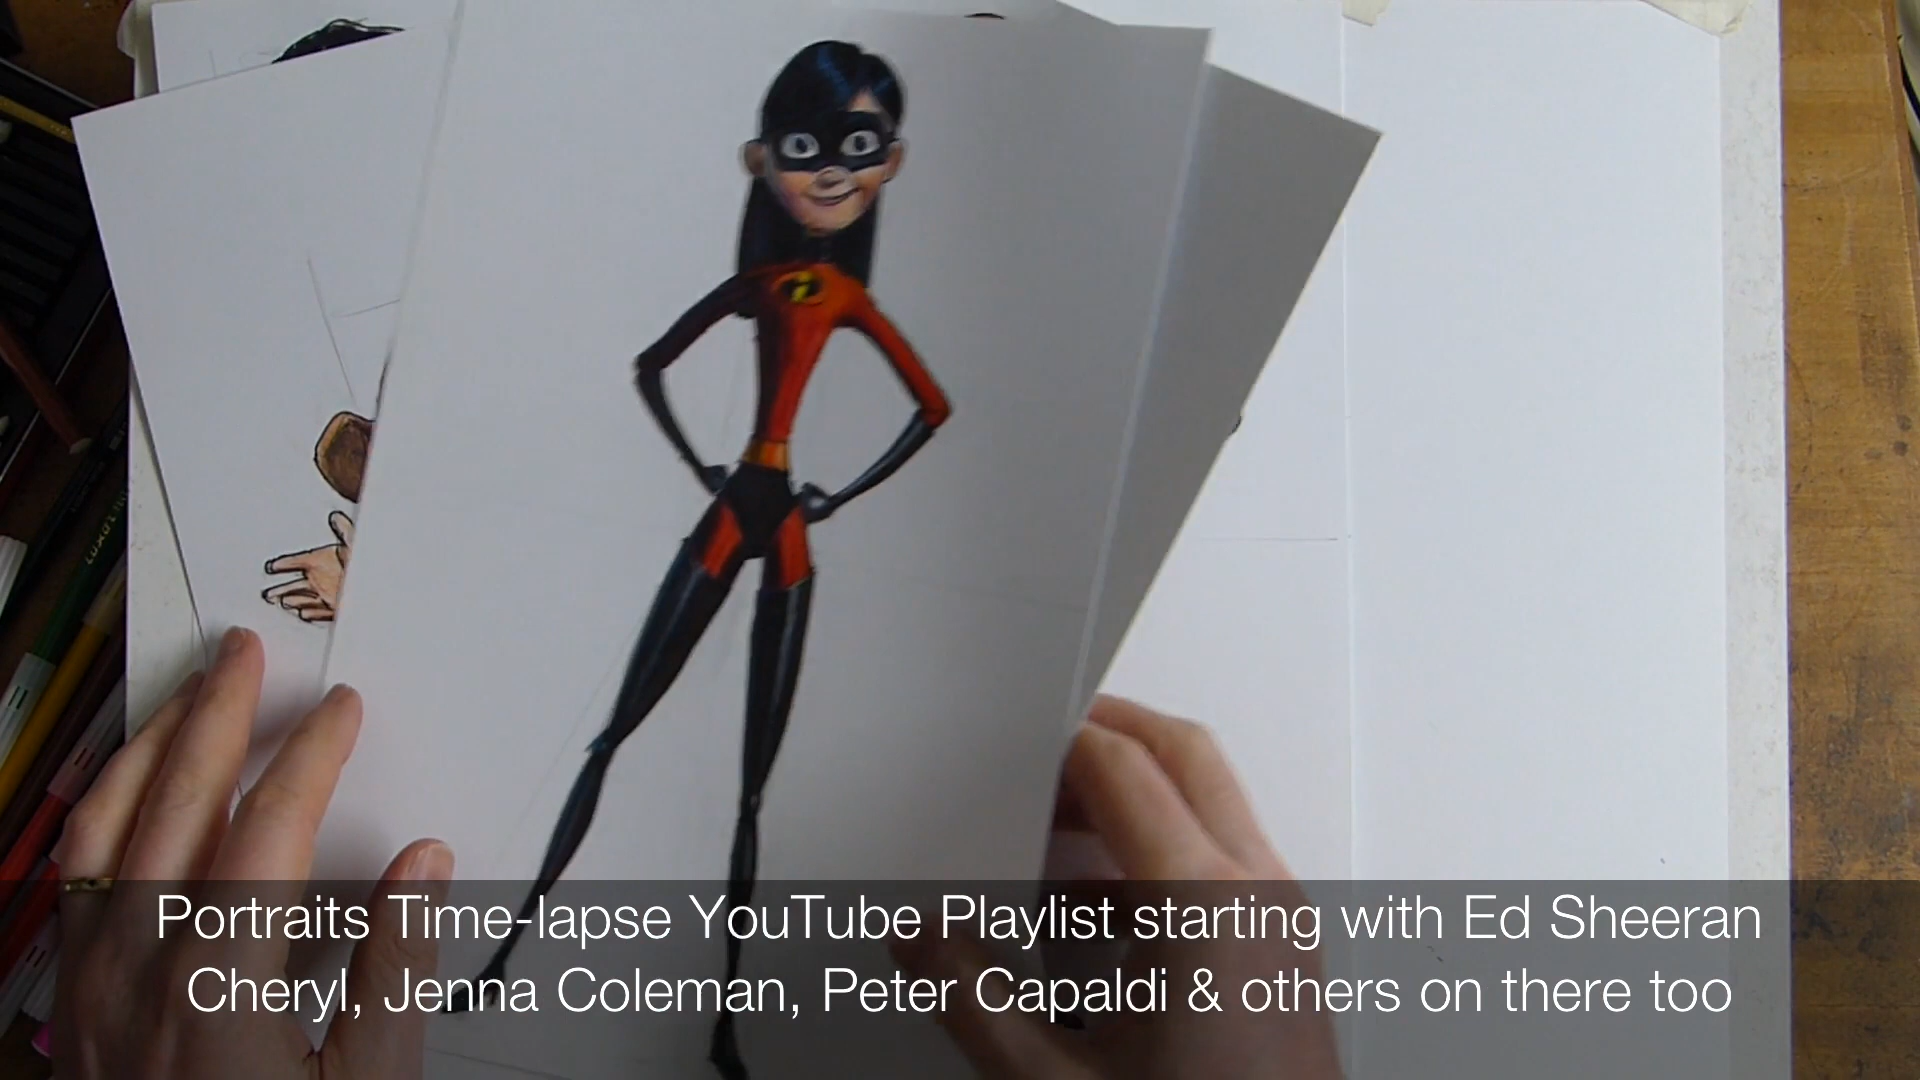 Portraits Time-lapse YouTube Playlist starting with Ed Sheeran
Cheryl, Jenna Coleman, Peter Capaldi & others on there too